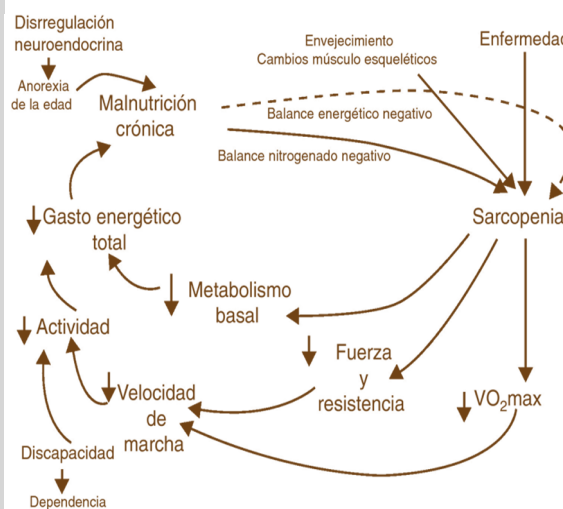 Disrregulación
neuroendocrina
Anorexia
de la edad
Malnutrición
crónica
Envejecimiento
Cambios músculo esqueléticos
Enfermedad
Balance energético negativo
Balance nitrogenado negativo
Sarcopenia
Gasto energético
total
Metabolismo
basal
Actividad
Fuerza
y
resistencia
VO₂max
Velocidad
de
marcha
Discapacidad
Dependencia